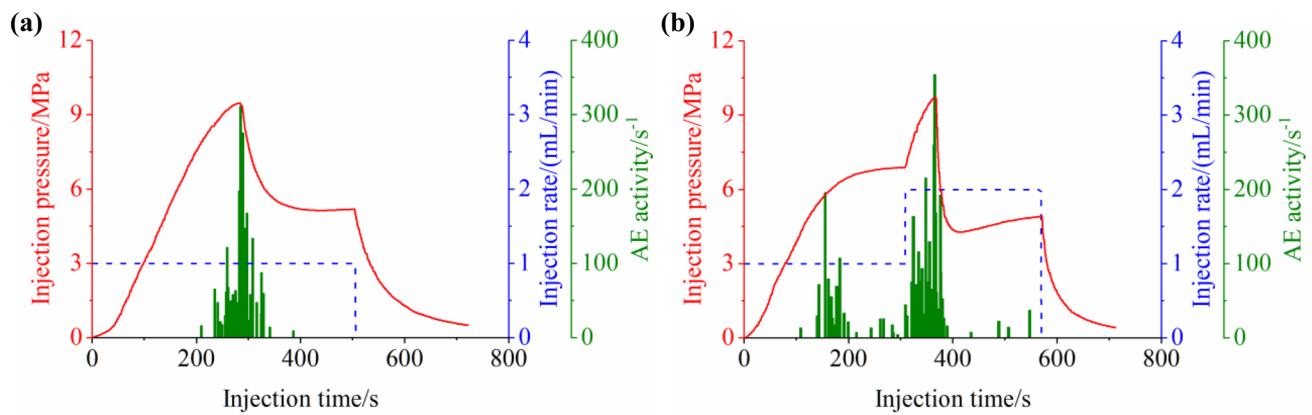 (a)
12
9
6
3
0
Injection pressure/MPa
0 200 400 600 800
Injection time/s
4
3
2
1
0
Injection rate/(mL/min)
400
300
200
100
0
AE activity/s⁻¹
(b)
12
9
6
3
0
Injection pressure/MPa
0 200 400 600 800
Injection time/s
4
3
2
1
0
Injection rate/(mL/min)
400
300
200
100
0
AE activity/s⁻¹